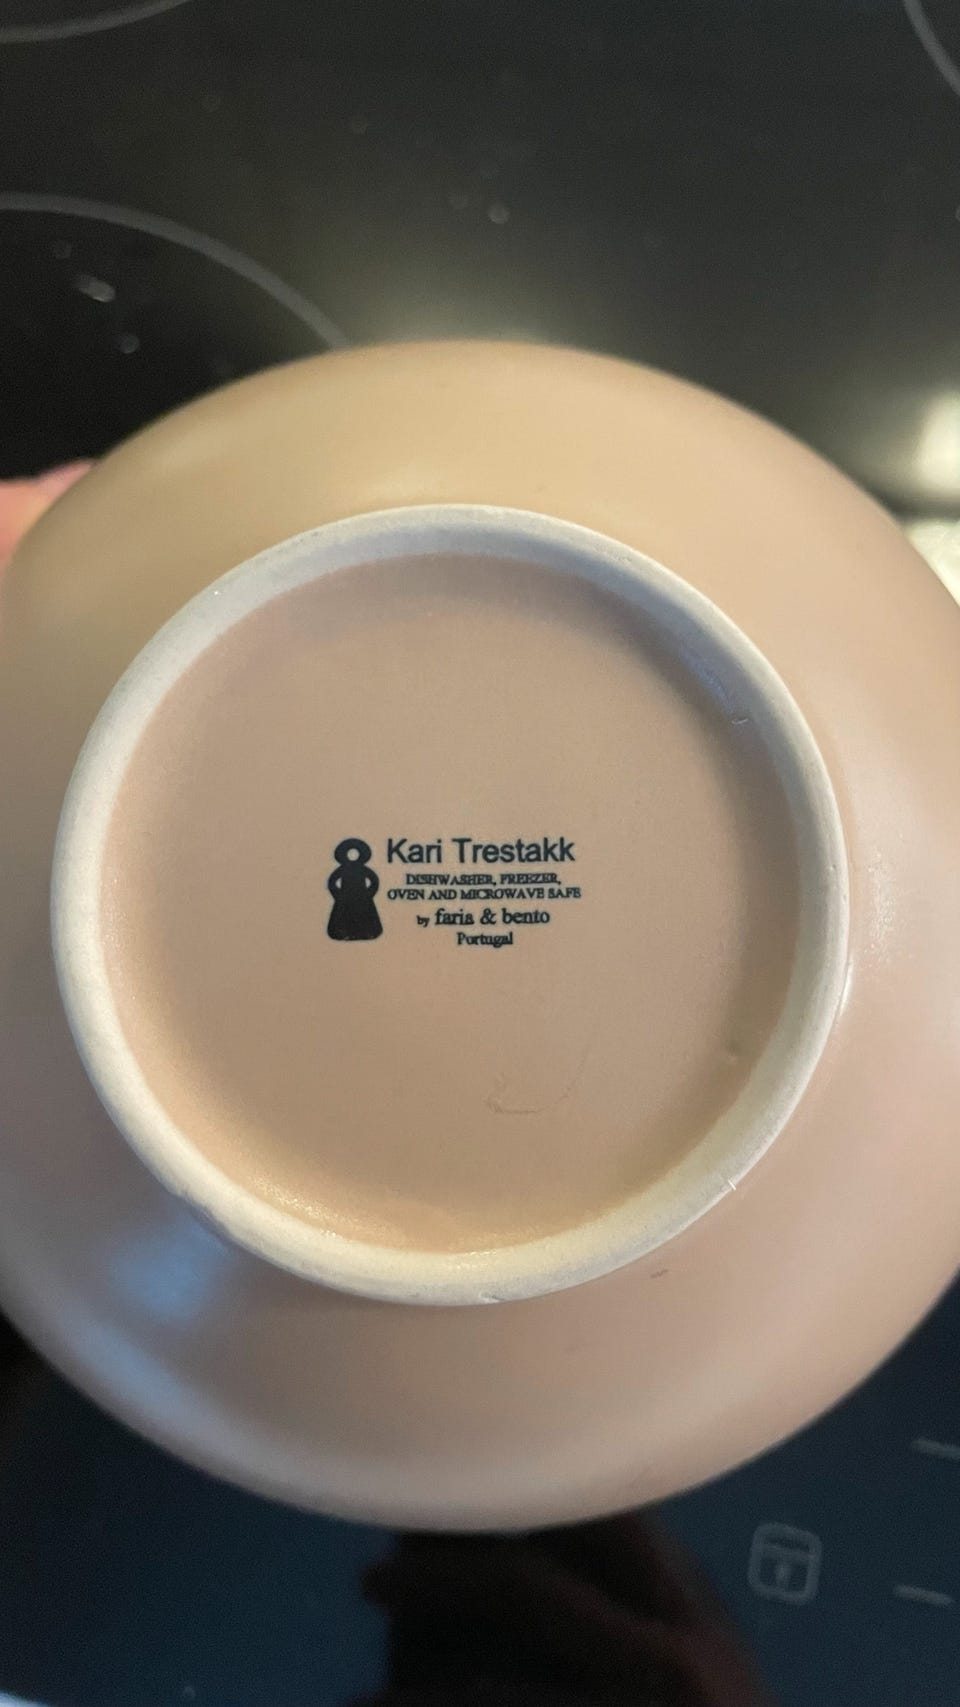 Kari Trestakk
DISHWASHER, FREEZER,
OVEN AND MICROWAVE SAFE
by faria & bento
Portugal